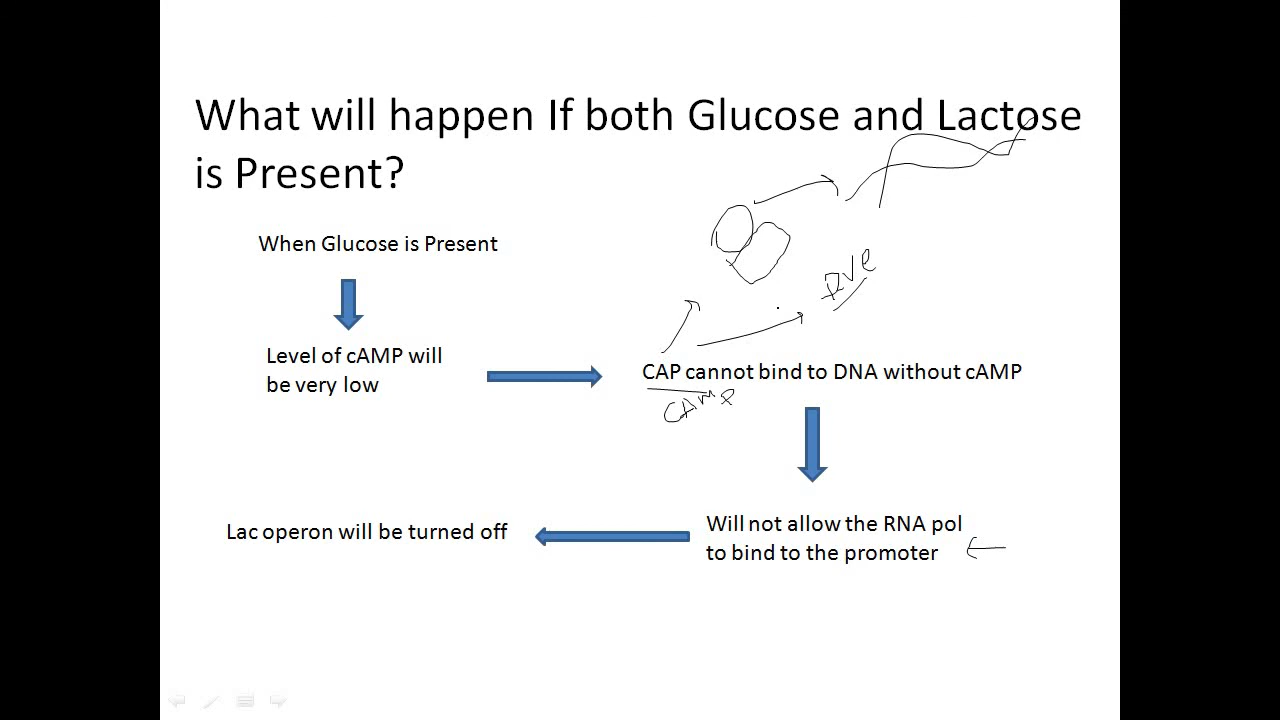 What will happen If both Glucose and Lactose
is Present?
When Glucose is Present
+ve
Level of cAMP will
be very low
CAP cannot bind to DNA without cAMP
CAMP
Will not allow the RNA pol
to bind to the promoter
Lac operon will be turned off